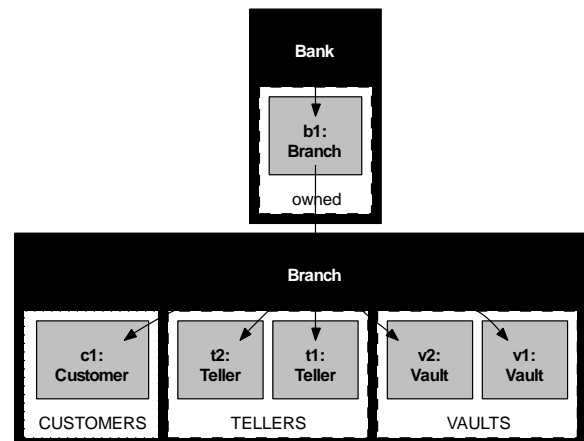 Bank
b1:
Branch
owned
Branch
c1:
Customer
t2:
Teller
t1:
Teller
v2:
Vault
v1:
Vault
CUSTOMERS
TELLERS
VAULTS